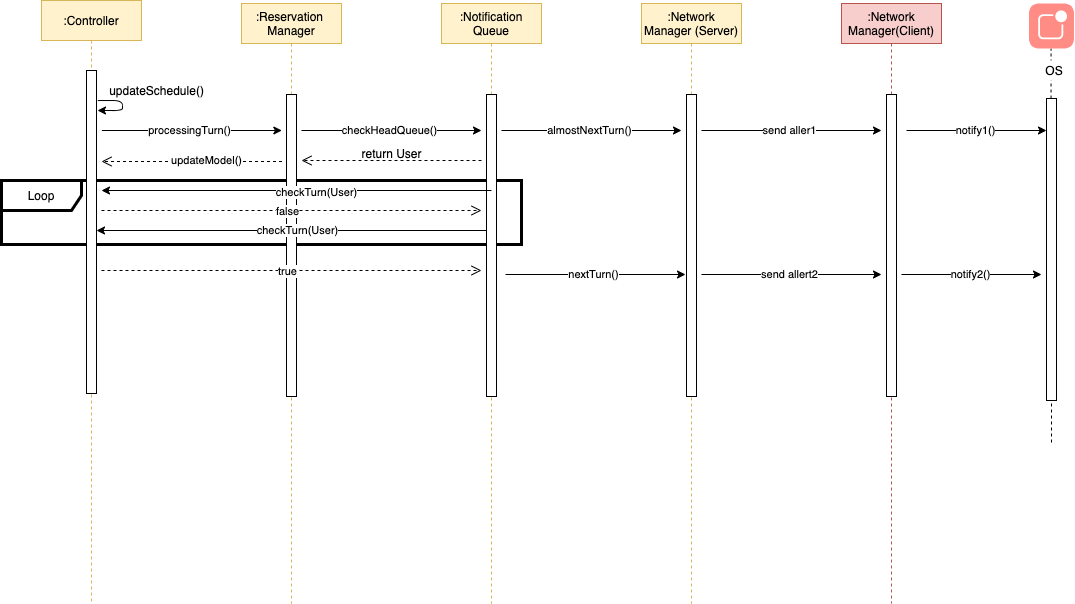 :Controller
:Reservation
Manager
:Notification
Queue
:Network
Manager (Server)
:Network
Manager(Client)
OS
updateSchedule()
processingTurn()
checkHeadQueue()
almostNextTurn()
send aller1
notify1()
updateModel()
return User
Loop
checkTurn(User)
false
checkTurn(User)
true
nextTurn()
send allert2
notify2()